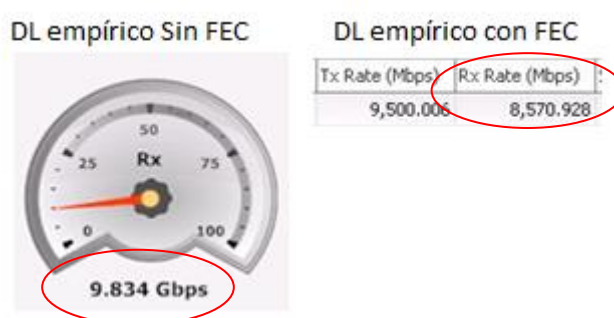 DL empírico Sin FEC
DL empírico con FEC
Tx Rate (Mbps) Rx Rate (Mbps)
9,500.006 8,570.928
50
25 Rx 75
0 100
9.834 Gbps